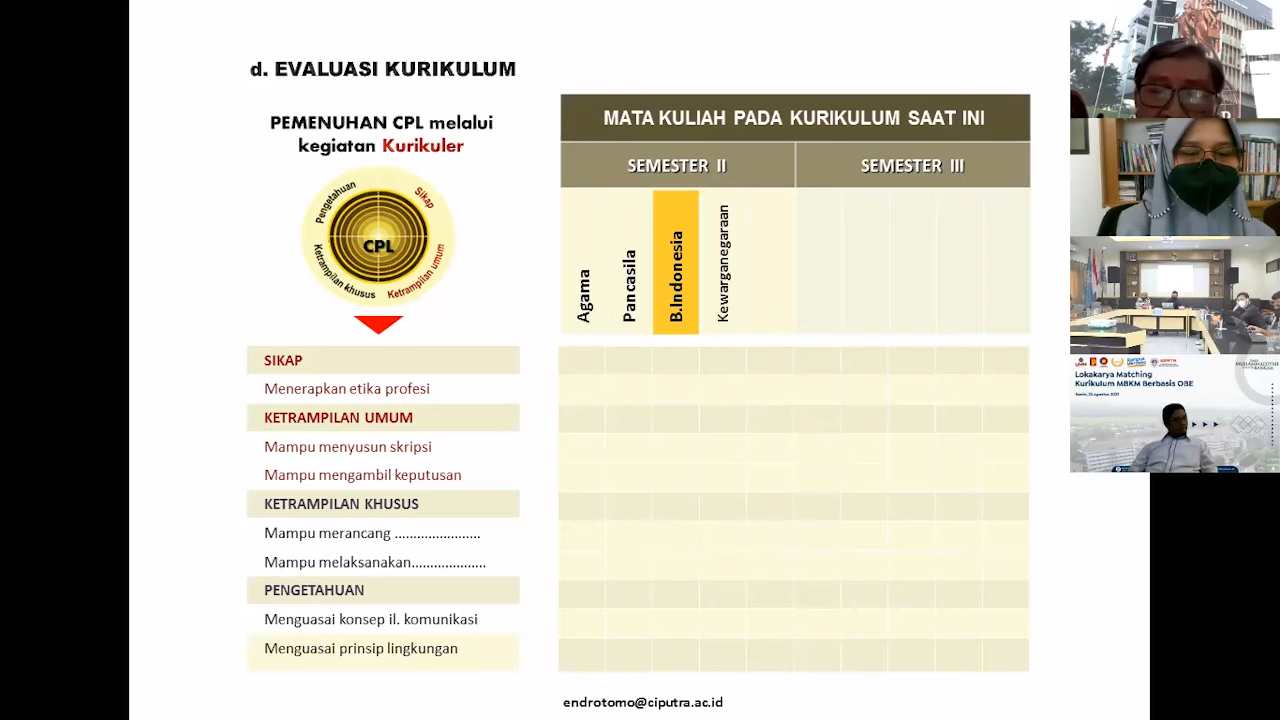 d. EVALUASI KURIKULUM
PEMENUHAN CPL melalui
kegiatan Kurikuler
Pengetahuan
Sikap
CPL
Ketrampilan khusus
Ketrampilan umum
MATA KULIAH PADA KURIKULUM SAAT INI
SEMESTER II
SEMESTER III
Agama
Pancasila
B.Indonesia
Kewarganegaraan
SIKAP
Menerapkan etika profesi
KETRAMPILAN UMUM
Mampu menyusun skripsi
Mampu mengambil keputusan
KETRAMPILAN KHUSUS
Mampu merancang .......................
Mampu melaksanakan....................
PENGETAHUAN
Menguasai konsep il. komunikasi
Menguasai prinsip lingkungan
endrotomo@ciputra.ac.id
Lokakarya Matching
Kurikulum MBKM Berbasis OBE